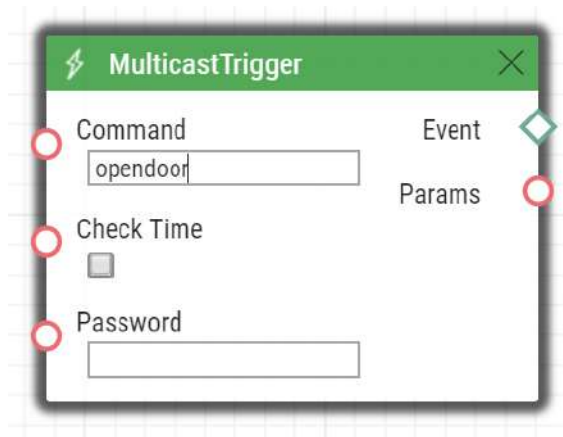 MulticastTrigger
Command
opendoor
Event
Params
Check Time
Password